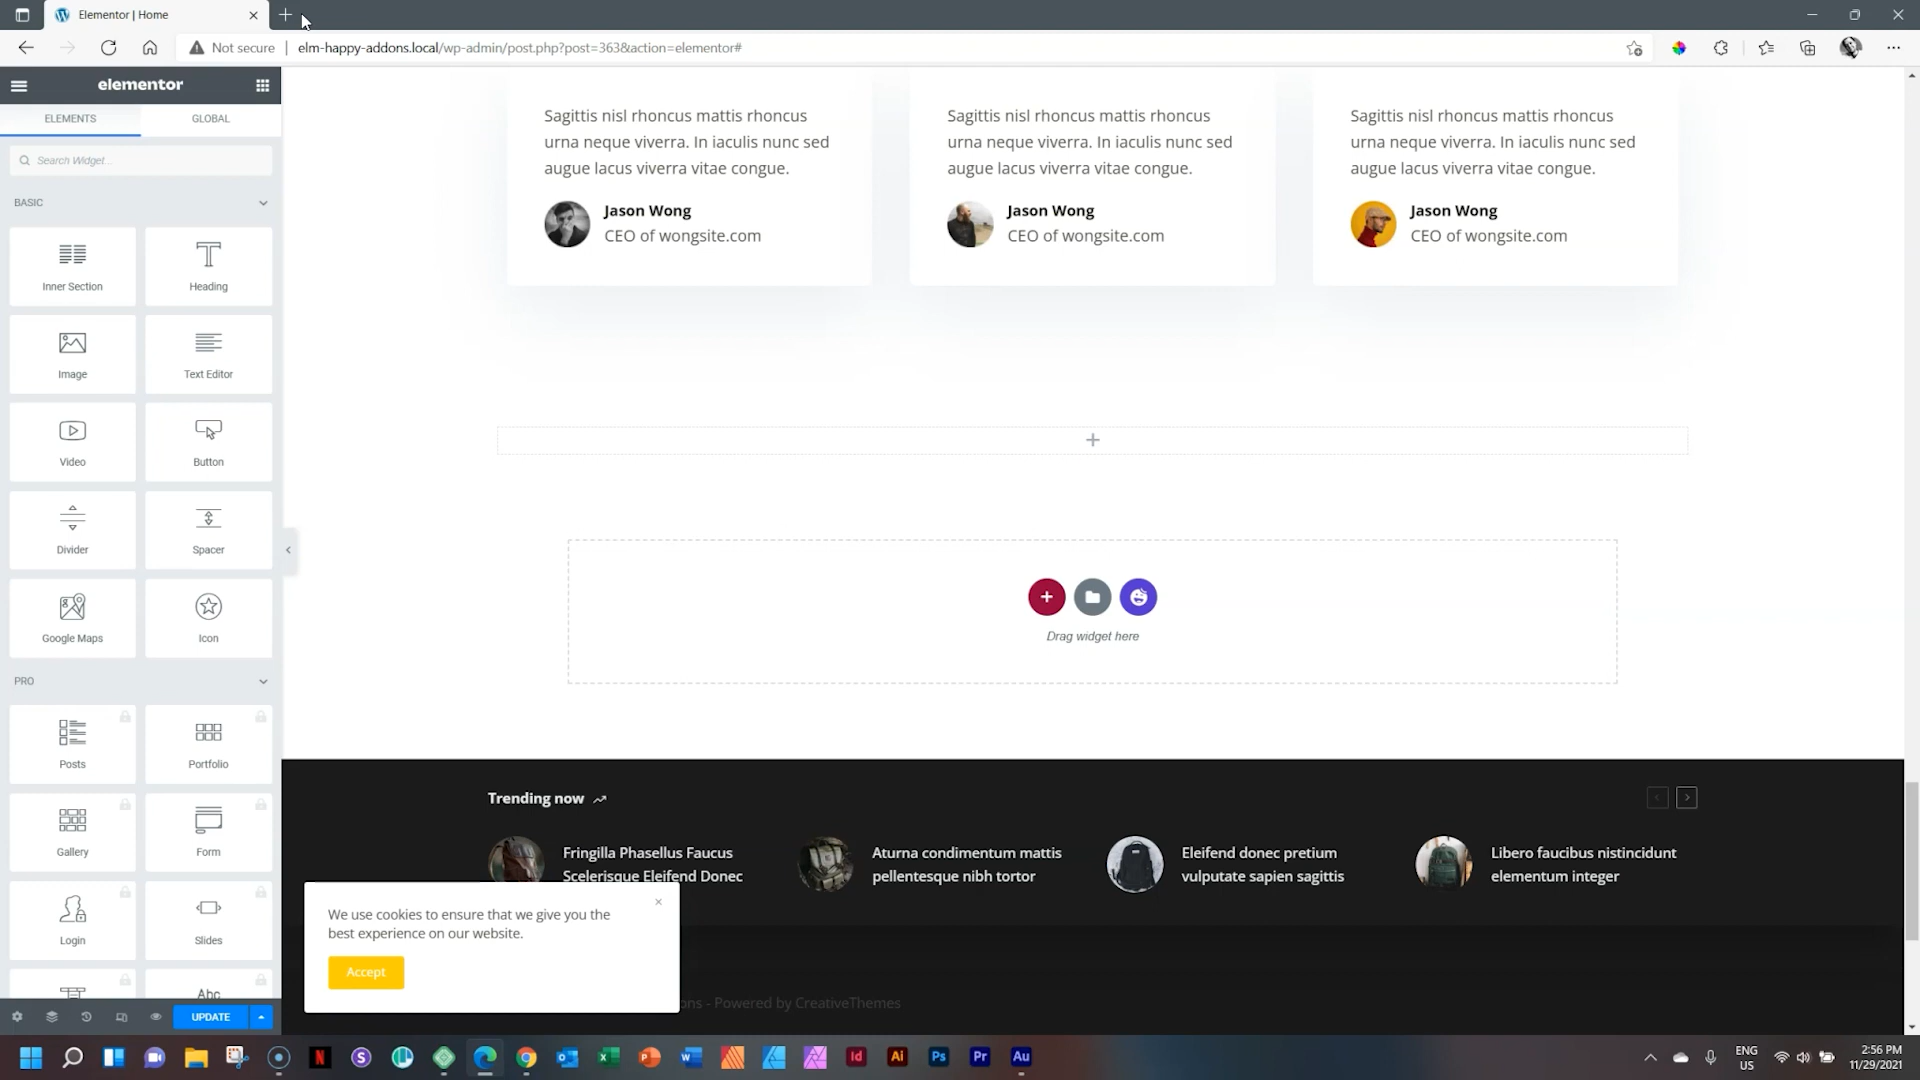 Elementor | Home
Not secure
elm-happy-addons.local/wp-admin/post.php?post=363&action=elementor#
elementor
ELEMENTS
GLOBAL
Search Widget...
BASIC
Inner Section
Heading
Image
Text Editor
Video
Button
Divider
Spacer
Google Maps
Icon
PRO
Posts
Portfolio
Gallery
Form
Login
Slides
Abc
UPDATE
Sagittis nisl rhoncus mattis rhoncus
urna neque viverra. In iaculis nunc sed
augue lacus viverra vitae congue.
Jason Wong
CEO of wongsite.com
Sagittis nisl rhoncus mattis rhoncus
urna neque viverra. In iaculis nunc sed
augue lacus viverra vitae congue.
Jason Wong
CEO of wongsite.com
Sagittis nisl rhoncus mattis rhoncus
urna neque viverra. In iaculis nunc sed
augue lacus viverra vitae congue.
Jason Wong
CEO of wongsite.com
Drag widget here
Trending now
Fringilla Phasellus Faucus
Scelerisque Eleifend Donec
Aturna condimentum mattis
pellentesque nibh tortor
Eleifend donec pretium
vulputate sapien sagittis
Libero faucibus nistincidunt
elementum integer
We use cookies to ensure that we give you the
best experience on our website.
Accept
ons - Powered by CreativeThemes
Id
Ai
Ps
Pr
Au
ENG
US
2:56 PM
11/29/2021